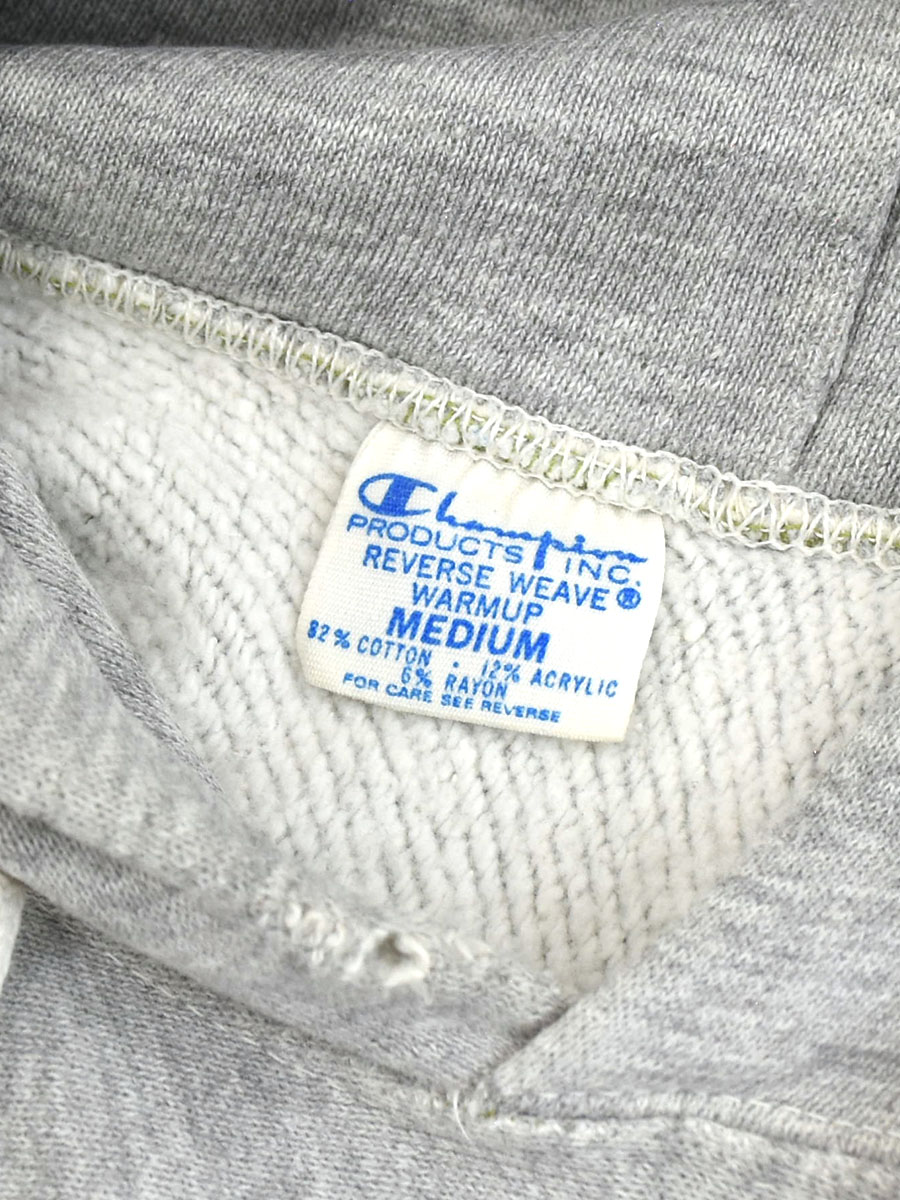 Champion
PRODUCTS INC.
REVERSE WEAVE ®
WARMUP
MEDIUM
82% COTTON · 12% ACRYLIC
6% RAYON
FOR CARE SEE REVERSE